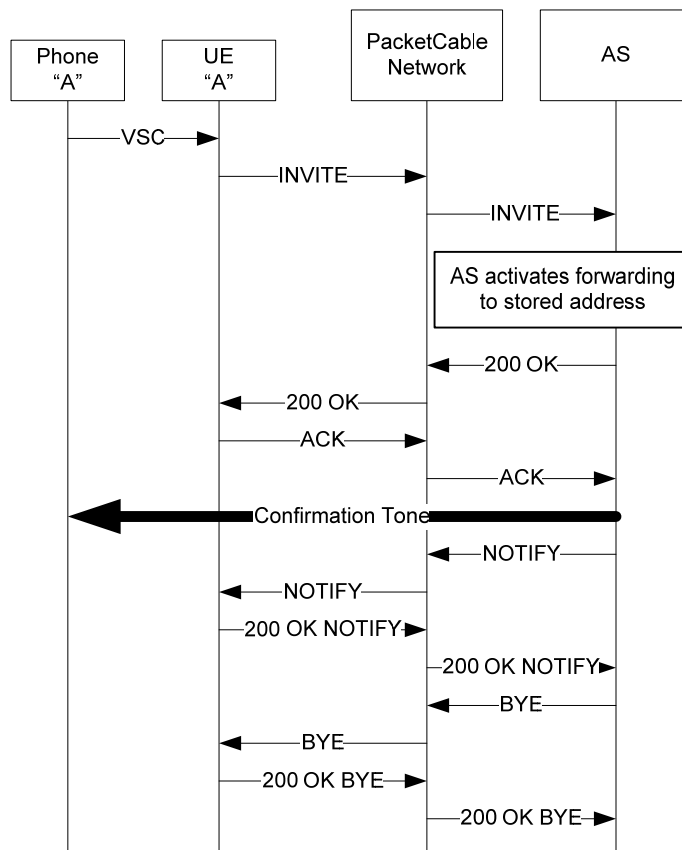 Phone
“A”
UE
“A”
PacketCable
Network
AS
VSC
INVITE
INVITE
AS activates forwarding
to stored address
200 OK
200 OK
ACK
ACK
Confirmation Tone
NOTIFY
NOTIFY
200 OK NOTIFY
200 OK NOTIFY
BYE
BYE
200 OK BYE
200 OK BYE